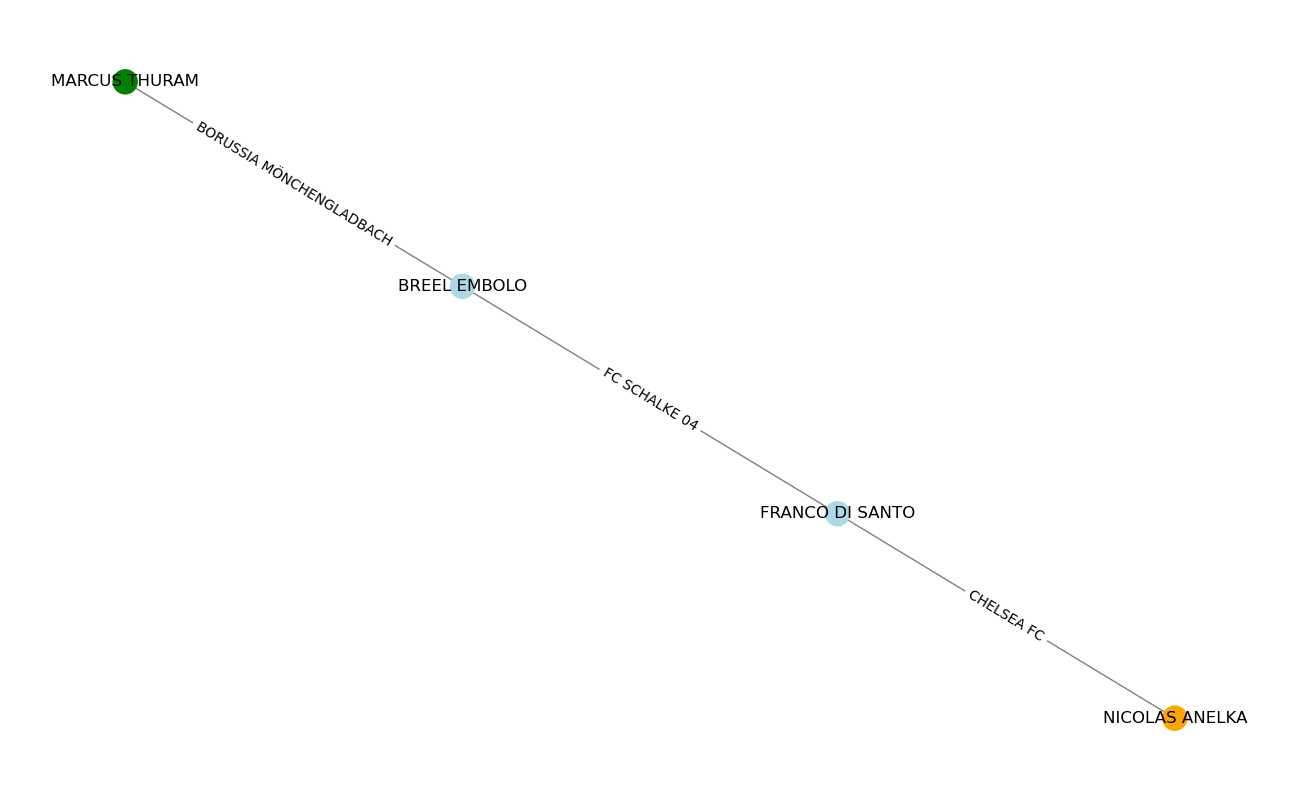 MARCUS THURAM
BORUSSIA MÖNCHENGLADBACH
BREEL EMBOLO
FC SCHALKE 04
FRANCO DI SANTO
CHELSEA FC
NICOLAS ANELKA